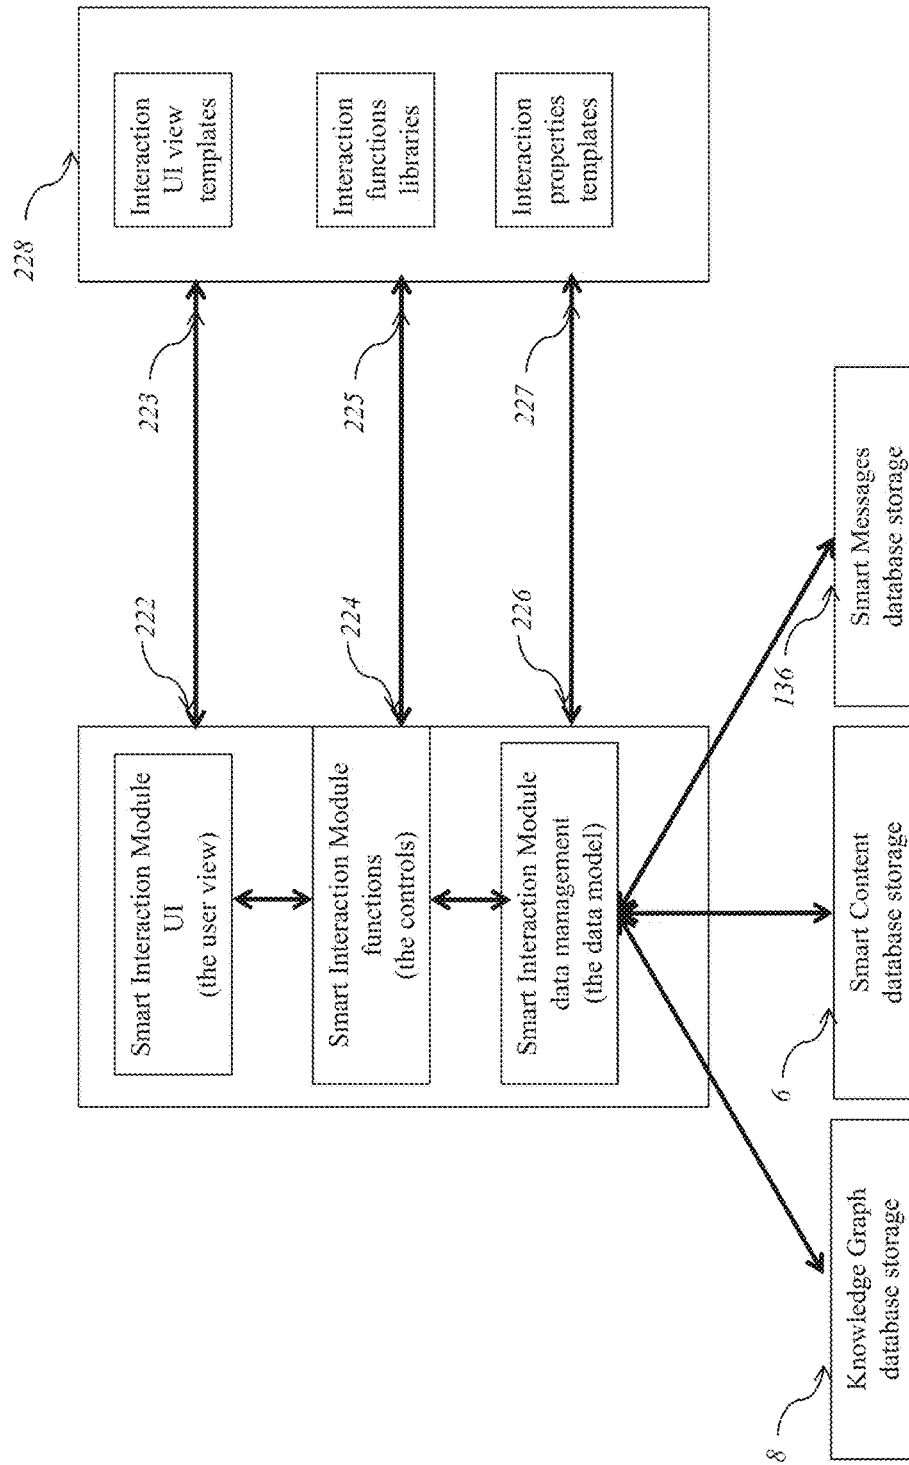 228
Interaction
UI view
templates
Interaction
functions
libraries
Interaction
properties
templates
223
225
227
222
224
226
Smart Interaction Module
UI
(the user view)
Smart Interaction Module
functions
(the controls)
Smart Interaction Module
data management
(the data model)
8
Knowledge Graph
database storage
6
Smart Content
database storage
136
Smart Messages
database storage